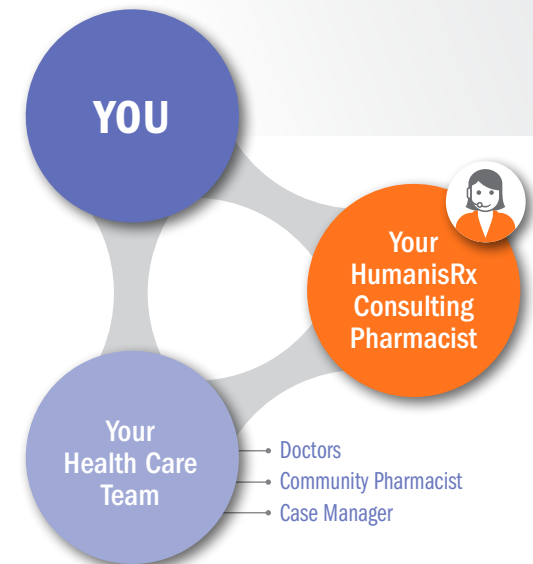 YOU
Your
HumanisRx
Consulting
Pharmacist
Your
Health Care
Team
Doctors
Community Pharmacist
Case Manager